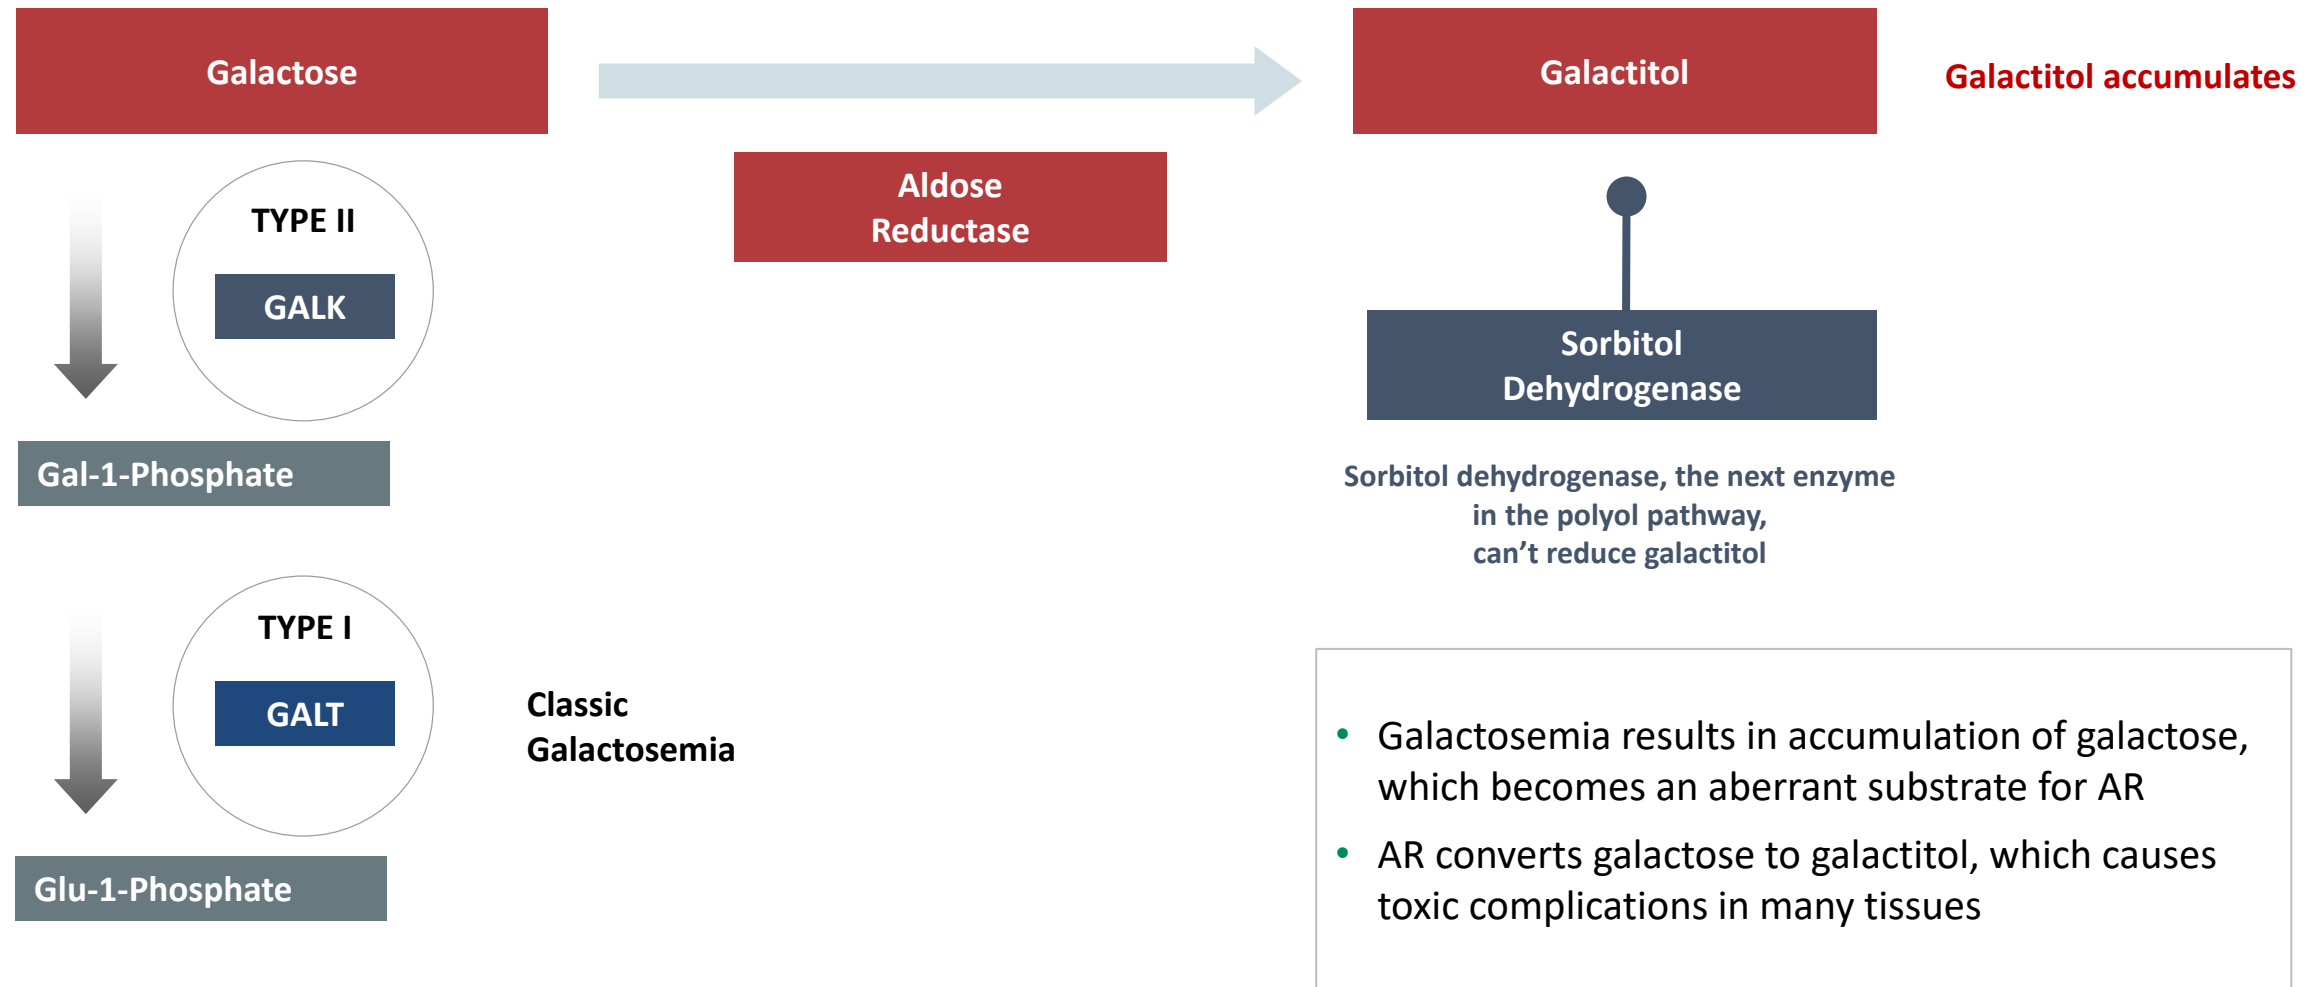 Galactose
Galactitol
Galactitol accumulates
Aldose
Reductase
TYPE II
GALK
Sorbitol
Dehydrogenase
Gal-1-Phosphate
Sorbitol dehydrogenase, the next enzyme
in the polyol pathway,
can’t reduce galactitol
TYPE I
GALT
Classic
Galactosemia
Glu-1-Phosphate
• Galactosemia results in accumulation of galactose,
which becomes an aberrant substrate for AR
• AR converts galactose to galactitol, which causes
toxic complications in many tissues